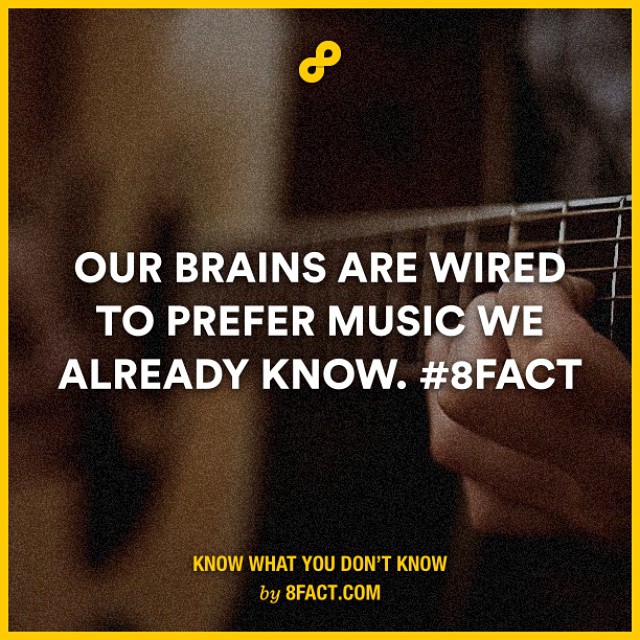 OUR BRAINS ARE WIRED
TO PREFER MUSIC WE
ALREADY KNOW. #8FACT
KNOW WHAT YOU DON'T KNOW
by 8FACT.COM